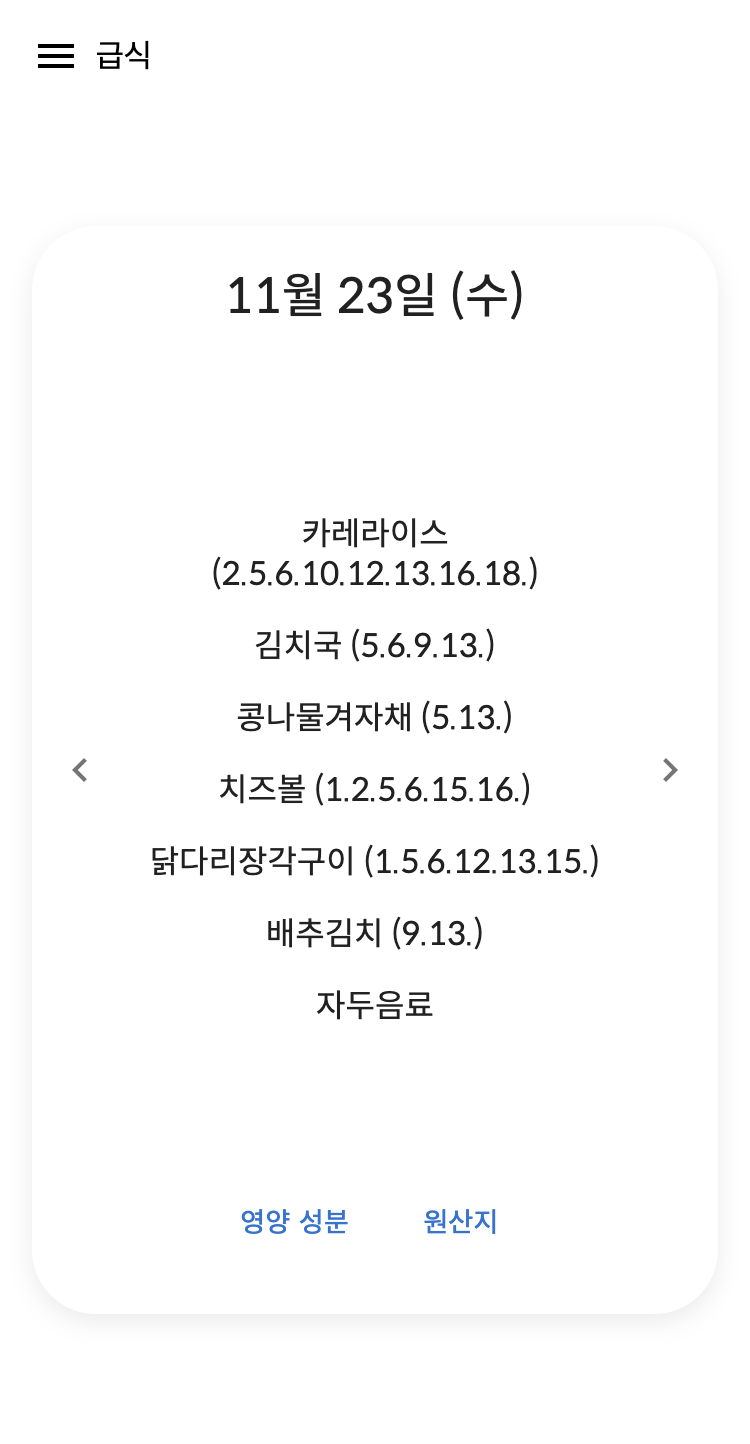 급식
11월 23일 (수)
카레라이스
(2.5.6.10.12.13.16.18.)
김치국 (5.6.9.13.)
콩나물겨자채 (5.13.)
치즈볼 (1.2.5.6.15.16.)
닭다리장각구이 (1.5.6.12.13.15.)
배추김치 (9.13.)
자두음료
영양 성분 원산지